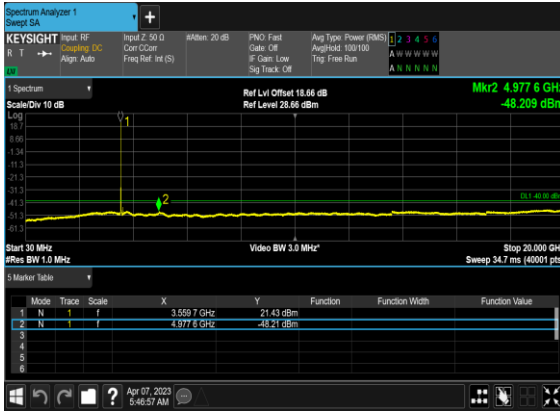 Spectrum Analyzer 1
Swept SA
+
KEYSIGHT Input: RF Input Z: 50 Ω #Atten: 20 dB PNO: Fast Avg Type: Power (RMS) 1 2 3 4 5 6
R T Coupling: DC Corr CCorr Gate: Off Avg|Hold: 100/100 A W W W W W
Align: Auto Freq Ref: Int (S) IF Gain: Low Trig: Free Run
Sig Track: Off A N N N N N
1 Spectrum
Ref Lvl Offset 18.66 dB Mkr2 4.977 6 GHz
Scale/Div 10 dB Ref Level 28.66 dBm -48.209 dBm
Log
18.7
8.66
-1.34
-11.3
-21.3
-31.3
-41.3
-51.3
-61.3
1
2
DL1 -40.00 dBm
Start 30 MHz Video BW 3.0 MHz* Stop 20.000 GHz
#Res BW 1.0 MHz Sweep 34.7 ms (40001 pts)
5 Marker Table
Mode Trace Scale X Y Function Function Width Function Value
1 N 1 f 3.559 7 GHz 21.43 dBm
2 N 1 f 4.977 6 GHz -48.21 dBm
3
4
5
6
? Apr 07, 2023
5:46:57 AM